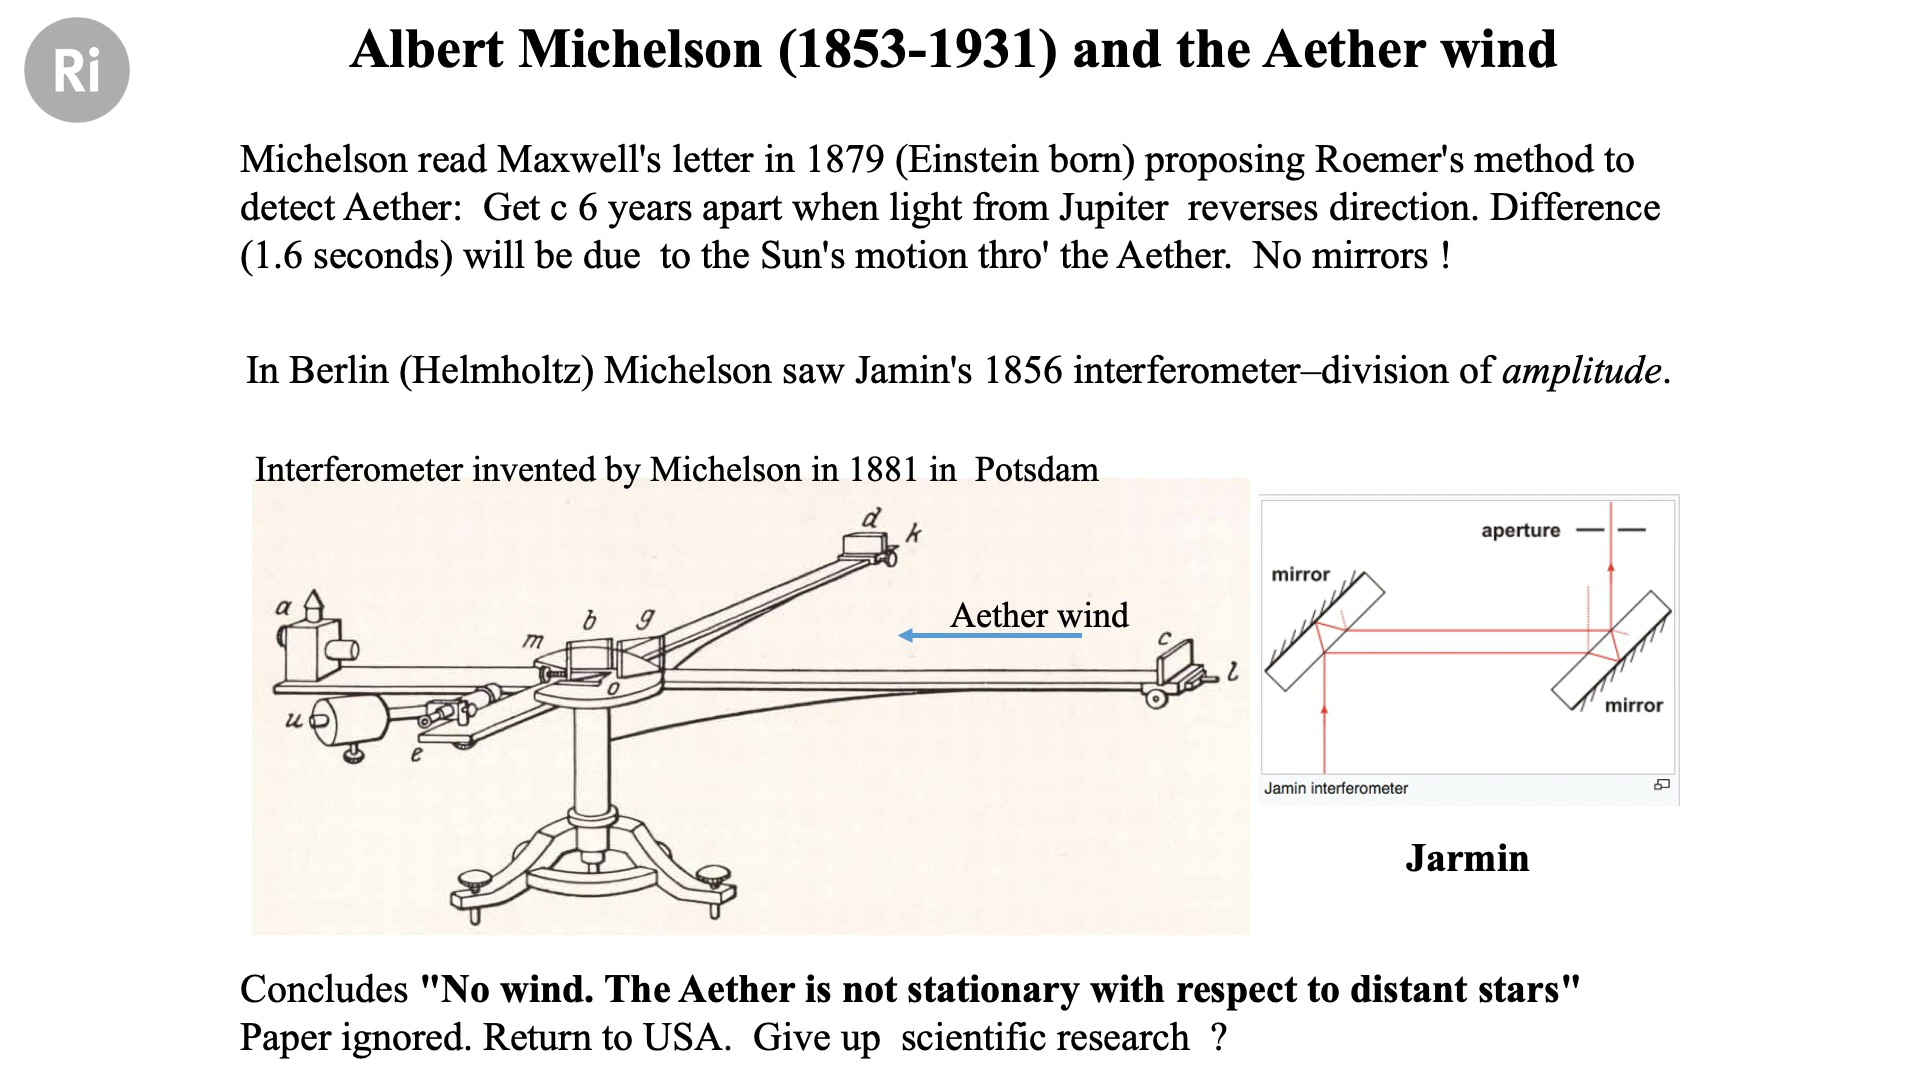 Ri
Albert Michelson (1853-1931) and the Aether wind
Michelson read Maxwell's letter in 1879 (Einstein born) proposing Roemer's method to
detect Aether: Get c 6 years apart when light from Jupiter reverses direction. Difference
(1.6 seconds) will be due to the Sun's motion thro' the Aether. No mirrors !
In Berlin (Helmholtz) Michelson saw Jamin's 1856 interferometer–division of amplitude.
Interferometer invented by Michelson in 1881 in Potsdam
d
k
a
b
g
m
Aether wind
c
l
u
e
o
aperture
mirror
mirror
Jamin interferometer
Jarmin
Concludes "No wind. The Aether is not stationary with respect to distant stars"
Paper ignored. Return to USA. Give up scientific research ?